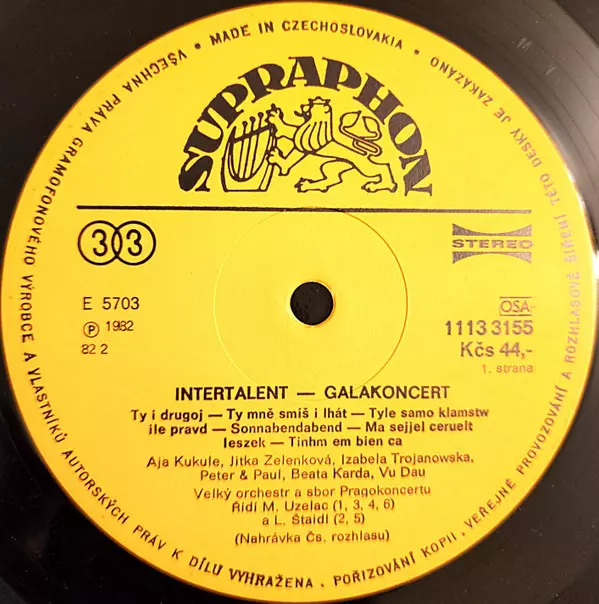 VŠECHNA PRÁVA GRAMOFONOVÉHO VÝROBCE A VLASTNÍKŮ AUTORSKÝCH PRÁV K DÍLU VYHRAŽENA. POŘIZOVÁNÍ KOPII, VEŘEJNÉ PROVOZOVÁNÍ A ROZHLASOVÉ ŠÍŘENÍ TÉTO DESKY JE ZAKÁZÁNO • MADE IN CZECHOSLOVAKIA •
SUPRAPHON
33
STEREO
E 5703
OSA
Ⓟ 1982
1113 3155
82 2
Kčs 44,-
1. strana
INTERTALENT — GALAKONCERT
Ty i drugoj — Ty mně smíš i lhát — Tyle samo klamstw
ile pravd — Sonnabendabend — Ma sejjel ceruelt
leszek — Tinhm em bien ca
Aja Kukule, Jitka Zelenková, Izabela Trojanowska,
Peter & Paul, Beata Karda, Vu Dau
Velký orchestr a sbor Pragokoncertu
Řídí M. Uzelac (1, 3, 4, 6)
a L. Štaidl (2, 5)
(Nahrávka Čs. rozhlasu)